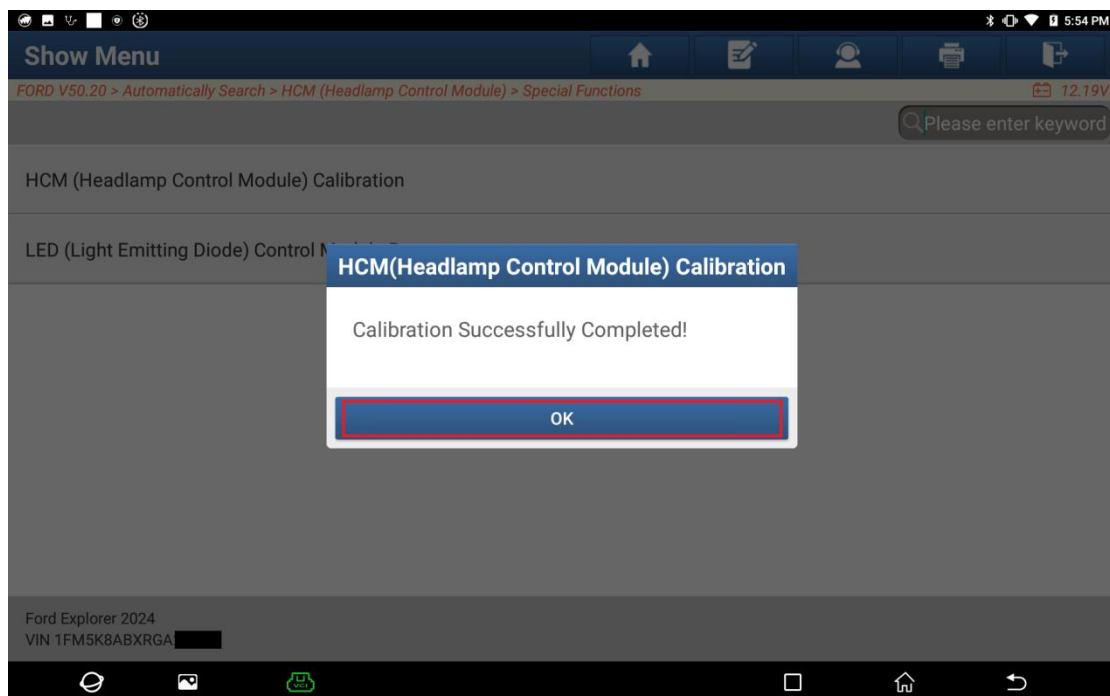 5:54 PM
Show Menu
FORD V50.20 > Automatically Search > HCM (Headlamp Control Module) > Special Functions
12.19V
Please enter keyword
HCM (Headlamp Control Module) Calibration
LED (Light Emitting Diode) Control
HCM(Headlamp Control Module) Calibration
Calibration Successfully Completed!
OK
Ford Explorer 2024
VIN 1FM5K8ABXRGA
VCI